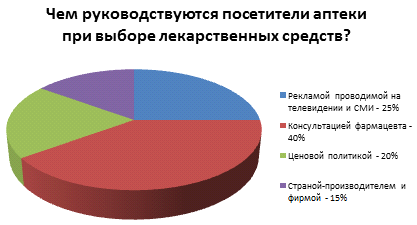 Чем руководствуются посетители аптеки
при выборе лекарственных средств?
Рекламой проводимой на
телевидении и СМИ - 25%
Консультацией фармацевта -
40%
Ценовой политикой - 20%
Страной-производителем и
фирмой - 15%